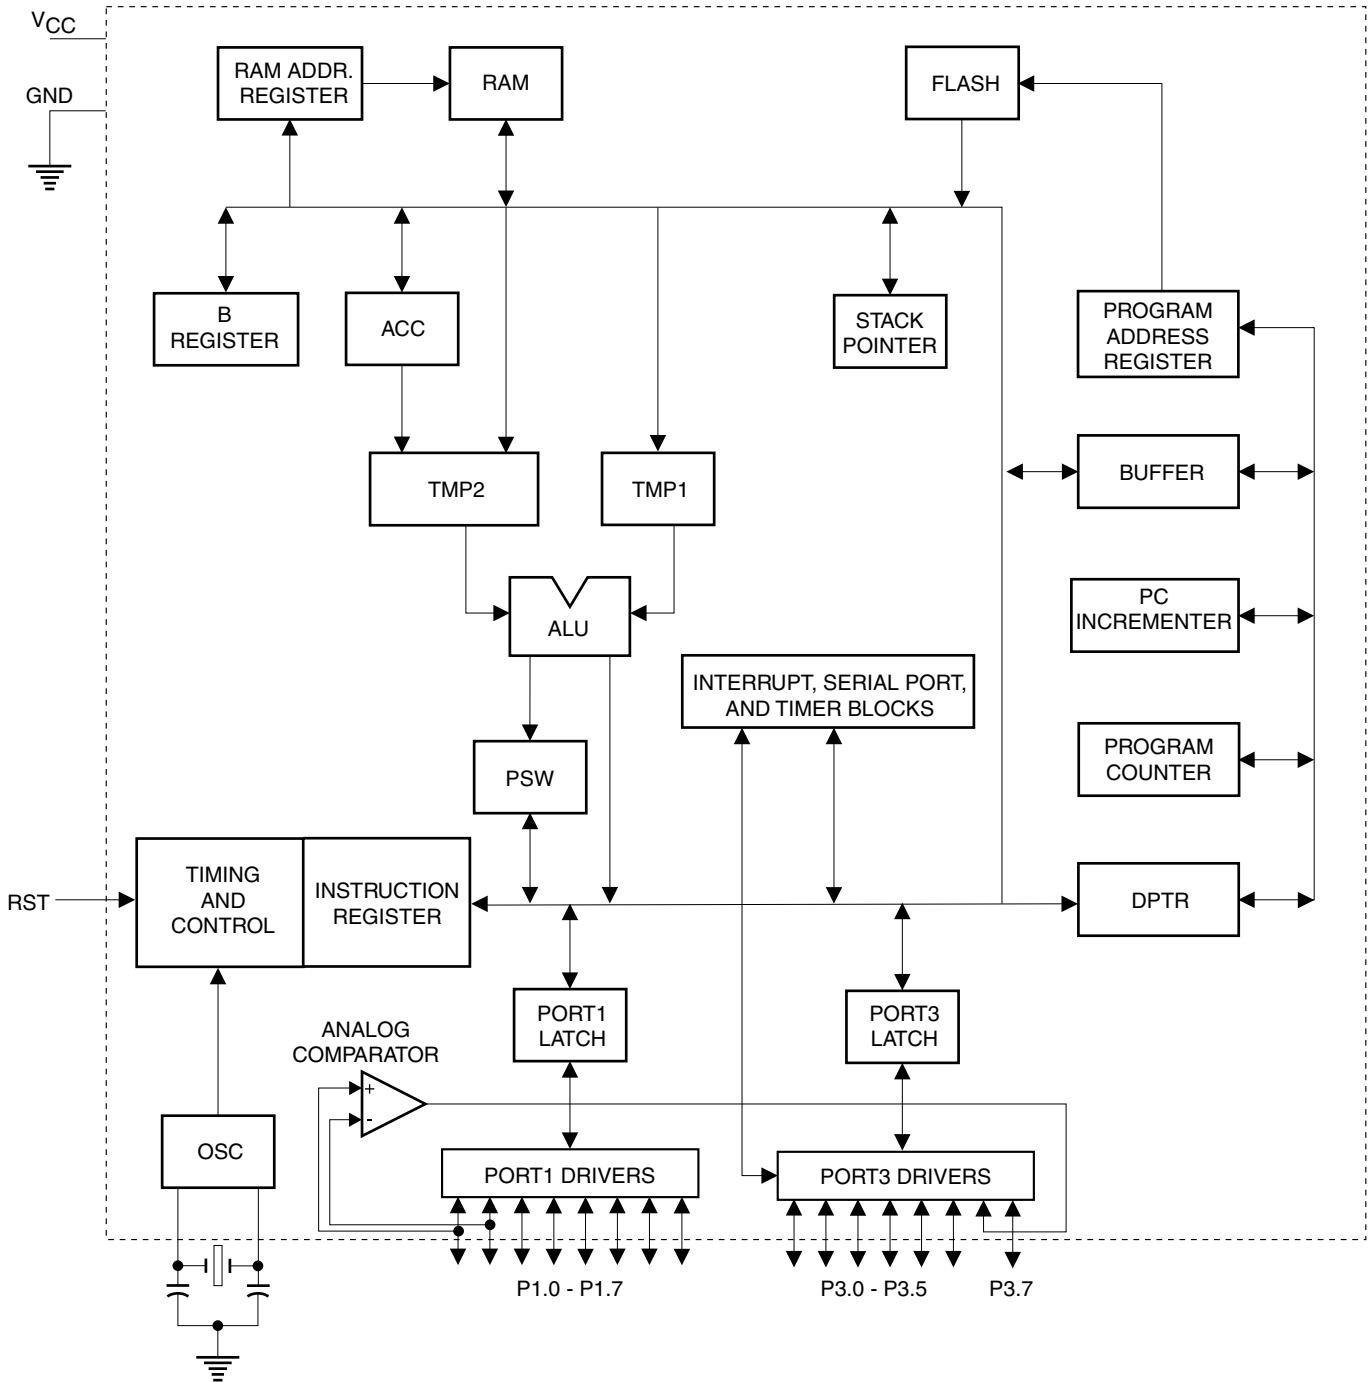 VCC
GND
RAM ADDR.
REGISTER
RAM
FLASH
B
REGISTER
ACC
STACK
POINTER
PROGRAM
ADDRESS
REGISTER
TMP2
TMP1
BUFFER
ALU
PC
INCREMENTER
INTERRUPT, SERIAL PORT,
AND TIMER BLOCKS
PSW
PROGRAM
COUNTER
RST
TIMING
AND
CONTROL
INSTRUCTION
REGISTER
DPTR
PORT1
LATCH
PORT3
LATCH
ANALOG
COMPARATOR
+
-
OSC
PORT1 DRIVERS
PORT3 DRIVERS
P1.0 - P1.7
P3.0 - P3.5
P3.7